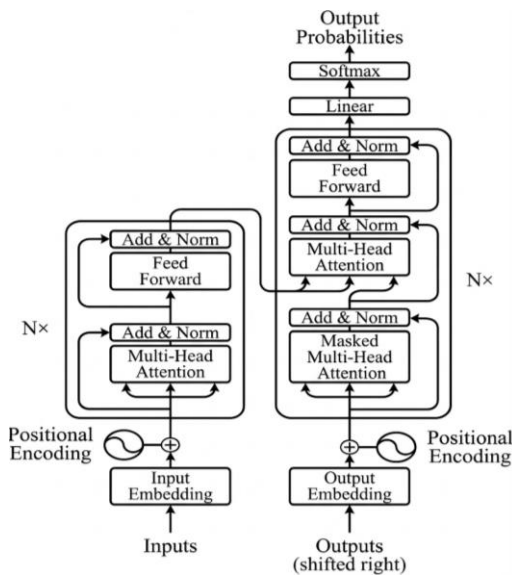 Output
Probabilities
Softmax
Linear
Add & Norm
Feed
Forward
Add & Norm
Multi-Head
Attention
N×
Add & Norm
Masked
Multi-Head
Attention
Positional
Encoding
Output
Embedding
Outputs
(shifted right)
Add & Norm
Feed
Forward
N×
Add & Norm
Multi-Head
Attention
Positional
Encoding
Input
Embedding
Inputs